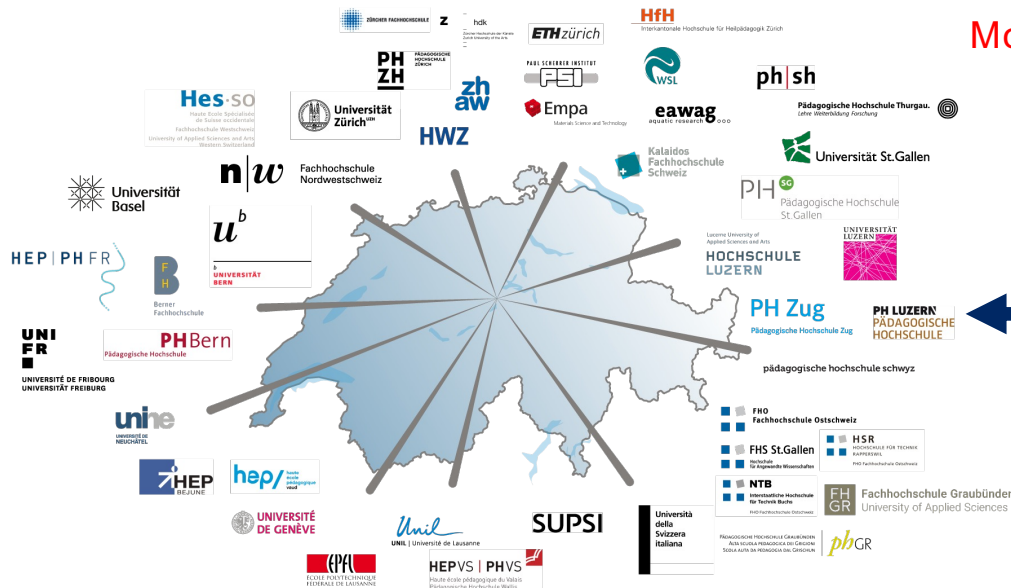 ZÜRCHER FACHHOCHSCHULE
z
hdk
Zürcher Hochschule der Künste
Zurich University of the Arts
ETH zürich
HfH
Interkantonale Hochschule für Heilpädagogik Zürich
Mo
PH
ZH
PÄDAGOGISCHE
HOCHSCHULE
ZÜRICH
zh
aw
PAUL SCHERRER INSTITUT
PSI
WSL
ph|sh
Hes·so
Haute Ecole Spécialisée
de Suisse occidentale
Fachhochschule Westschweiz
University of Applied Sciences and Arts
Western Switzerland
Universität
Zürich UZH
HWZ
Empa
Materials Science and Technology
eawag
aquatic research
Pädagogische Hochschule Thurgau.
Lehre Weiterbildung Forschung
Universität St.Gallen
n|w
Fachhochschule
Nordwestschweiz
Kalaidos
Fachhochschule
Schweiz
Universität
Basel
PH SG
Pädagogische Hochschule
St.Gallen
u b
b
UNIVERSITÄT
BERN
Lucerne University of
Applied Sciences and Arts
HOCHSCHULE
LUZERN
UNIVERSITÄT
LUZERN
HEP|PH FR
B
F
H
Berner
Fachhochschule
PH Zug
Pädagogische Hochschule Zug
PH LUZERN
PÄDAGOGISCHE
HOCHSCHULE
UNI
FR
UNIVERSITÉ DE FRIBOURG
UNIVERSITÄT FREIBURG
PHBern
Pädagogische Hochschule
pädagogische hochschule schwyz
unine
UNIVERSITÉ DE
NEUCHÂTEL
FHO
Fachhochschule Ostschweiz
FHS St.Gallen
Hochschule
für Angewandte Wissenschaften
HSR
HOCHSCHULE FÜR TECHNIK
RAPPERSWIL
FHO Fachhochschule Ostschweiz
HEP
BEJUNE
hep/
haute
école
pédagogique
vaud
NTB
Interstaatliche Hochschule
für Technik Buchs
FHO Fachhochschule Ostschweiz
FH
GR
Fachhochschule Graubünden
University of Applied Sciences
UNIVERSITÉ
DE GENÈVE
Unil
UNIL | Université de Lausanne
SUPSI
Università
della
Svizzera
italiana
PÄDAGOGISCHE HOCHSCHULE GRAUBÜNDEN
ALTA SCUOLA PEDAGOGICA DEI GRIGIONI
SCOLA AUTA DA PEDAGOGIA DAL GRISCHUN
phGR
EPFL
ÉCOLE POLYTECHNIQUE
FÉDÉRALE DE LAUSANNE
HEPVS | PHVS
Haute école pédagogique du Valais
Pädagogische Hochschule Wallis